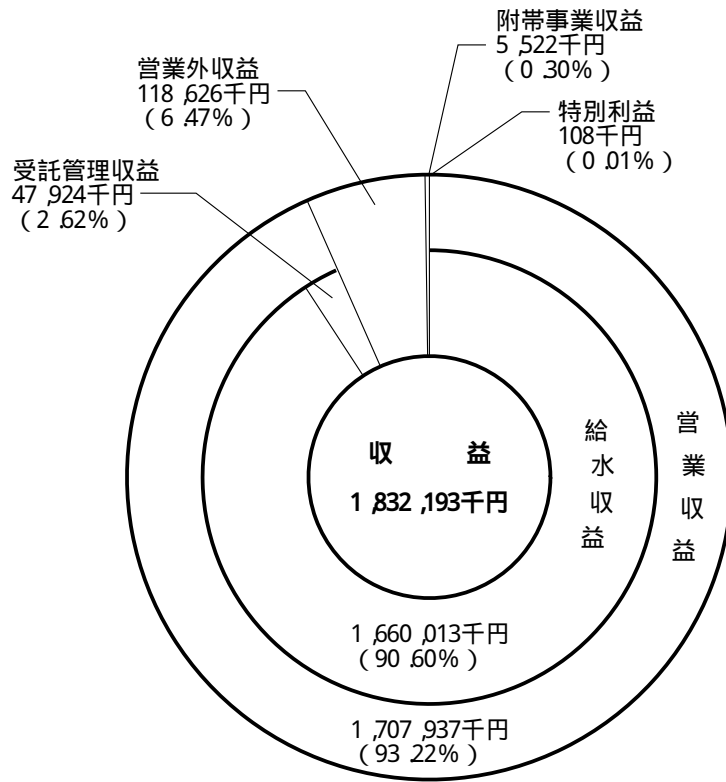 附帯事業収益
5,522千円
（0.30%）
営業外収益
118,626千円
（6.47%）
特別利益
108千円
（0.01%）
受託管理収益
47,924千円
（2.62%）
収　益
1,832,193千円
給水収益
営業収益
1,660,013千円
（90.60%）
1,707,937千円
（93.22%）